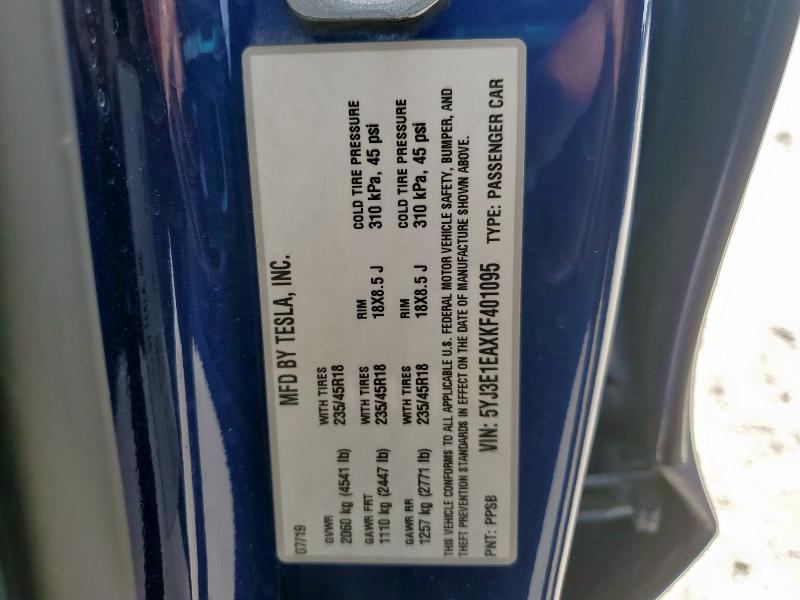 MFD BY TESLA, INC.
07/19
GVWR WITH TIRES RIM COLD TIRE PRESSURE
2060 kg (4541 lb) 235/45R18 18X8.5 J 310 kPa, 45 psi
GAWR FRT WITH TIRES RIM COLD TIRE PRESSURE
1110 kg (2447 lb) 235/45R18 18X8.5 J 310 kPa, 45 psi
GAWR RR
1257 kg (2771 lb) 235/45R18
THIS VEHICLE CONFORMS TO ALL APPLICABLE U.S. FEDERAL MOTOR VEHICLE SAFETY, BUMPER, AND
THEFT PREVENTION STANDARDS IN EFFECT ON THE DATE OF MANUFACTURE SHOWN ABOVE.
PNT: PPSB VIN: 5YJ3E1EAXKF401095 TYPE: PASSENGER CAR